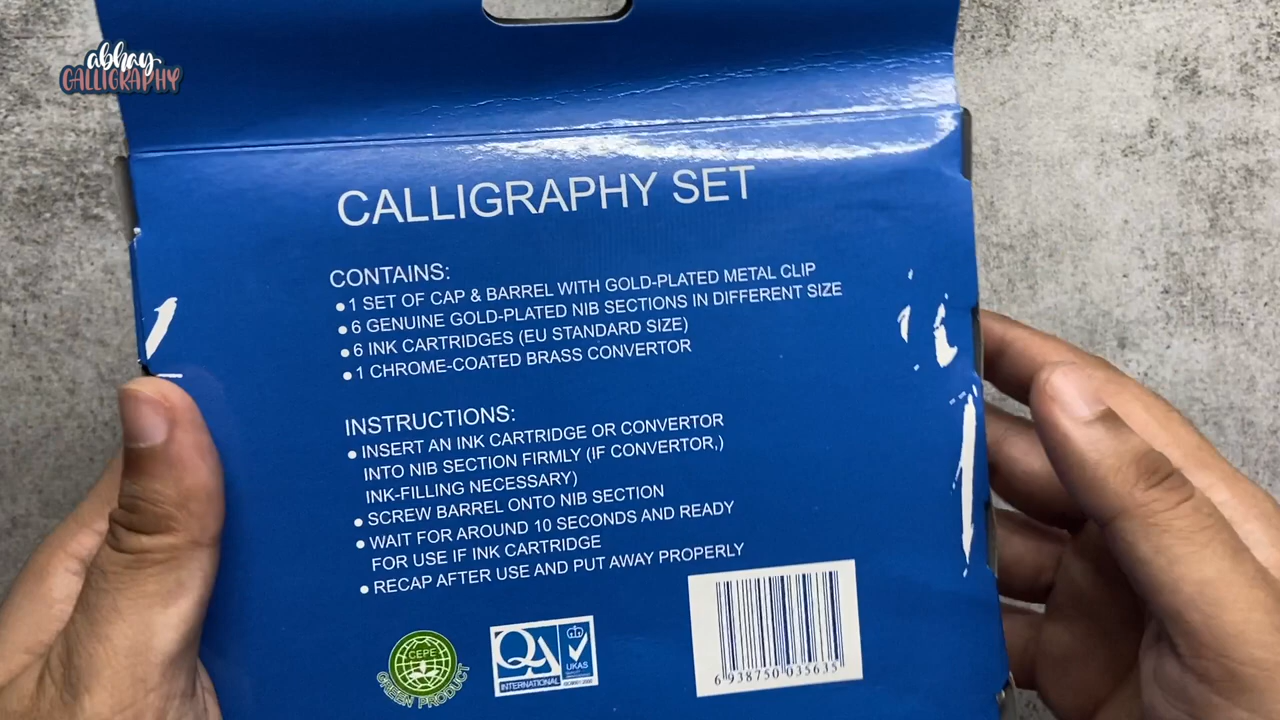 abhay
CALLIGRAPHY
CALLIGRAPHY SET
CONTAINS:
● 1 SET OF CAP & BARREL WITH GOLD-PLATED METAL CLIP
● 6 GENUINE GOLD-PLATED NIB SECTIONS IN DIFFERENT SIZE
● 6 INK CARTRIDGES (EU STANDARD SIZE)
● 1 CHROME-COATED BRASS CONVERTOR
INSTRUCTIONS:
● INSERT AN INK CARTRIDGE OR CONVERTOR
INTO NIB SECTION FIRMLY (IF CONVERTOR,)
INK-FILLING NECESSARY)
● SCREW BARREL ONTO NIB SECTION
● WAIT FOR AROUND 10 SECONDS AND READY
FOR USE IF INK CARTRIDGE
● RECAP AFTER USE AND PUT AWAY PROPERLY
CEPE
GREEN PRODUCT
QA
INTERNATIONAL
UKAS
ISO9001:2000
6 938750 035635